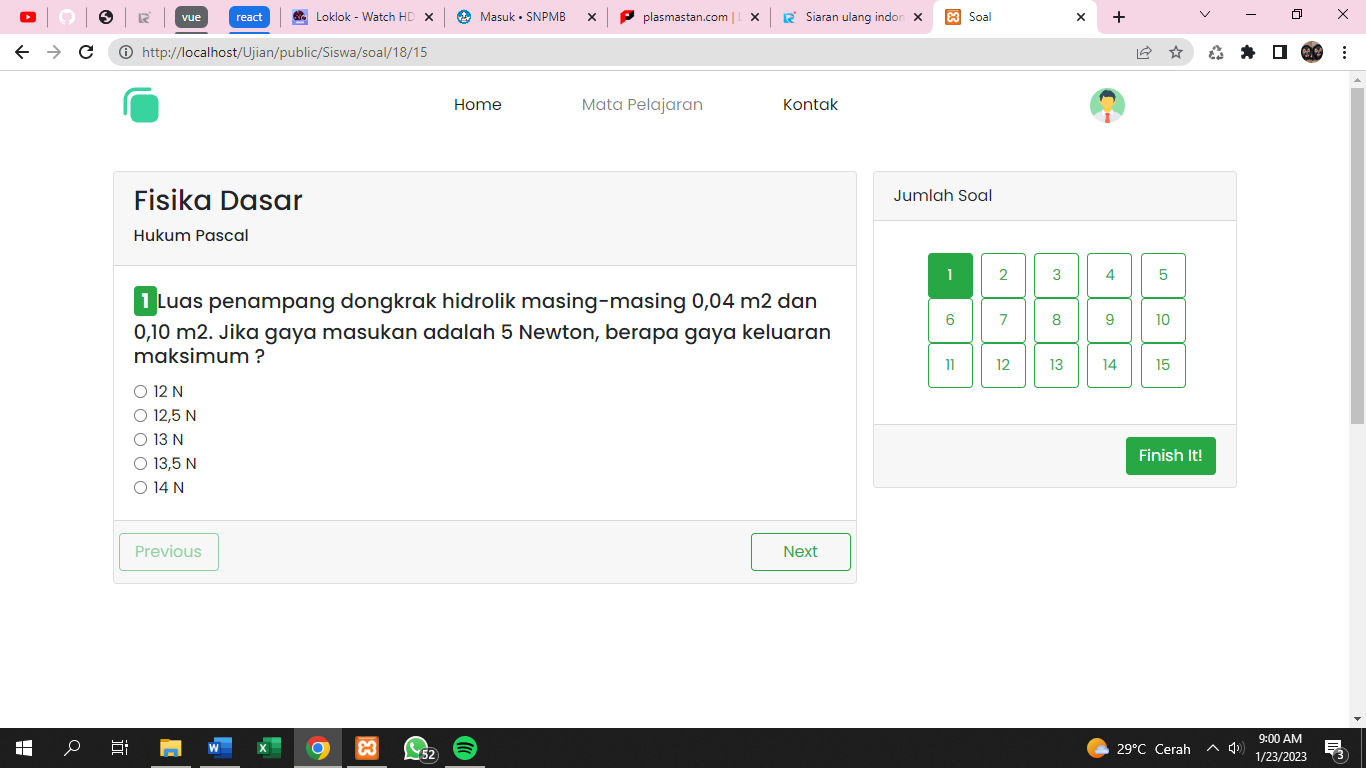 vue
react
Loklok - Watch HD
Masuk • SNPMB
plasmastan.com |
Siaran ulang indon
Soal
http://localhost/Ujian/public/Siswa/soal/18/15
Home
Mata Pelajaran
Kontak
Fisika Dasar
Hukum Pascal
1 Luas penampang dongkrak hidrolik masing-masing 0,04 m2 dan
0,10 m2. Jika gaya masukan adalah 5 Newton, berapa gaya keluaran
maksimum ?
12 N
12,5 N
13 N
13,5 N
14 N
Previous
Next
Jumlah Soal
1 2 3 4 5
6 7 8 9 10
11 12 13 14 15
Finish It!
52
29°C Cerah
9:00 AM
1/23/2023
3